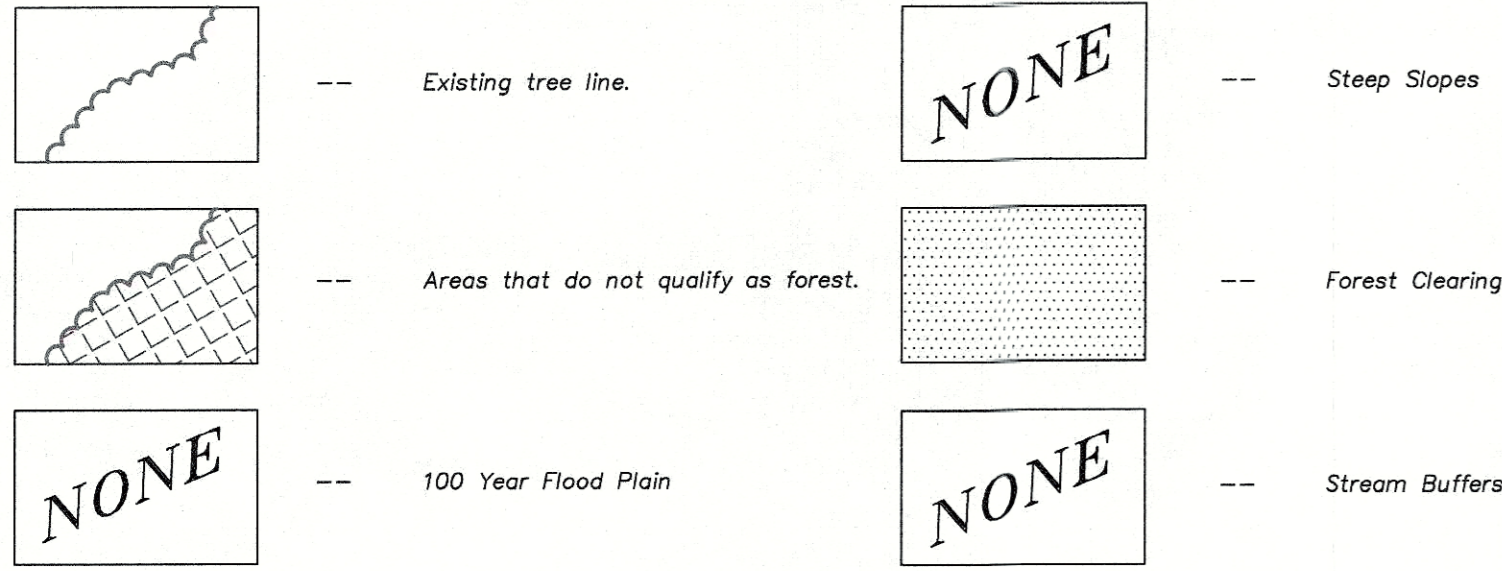 -- Existing tree line.
NONE -- Steep Slopes
-- Areas that do not qualify as forest.
-- Forest Clearing
NONE -- 100 Year Flood Plain
NONE -- Stream Buffers